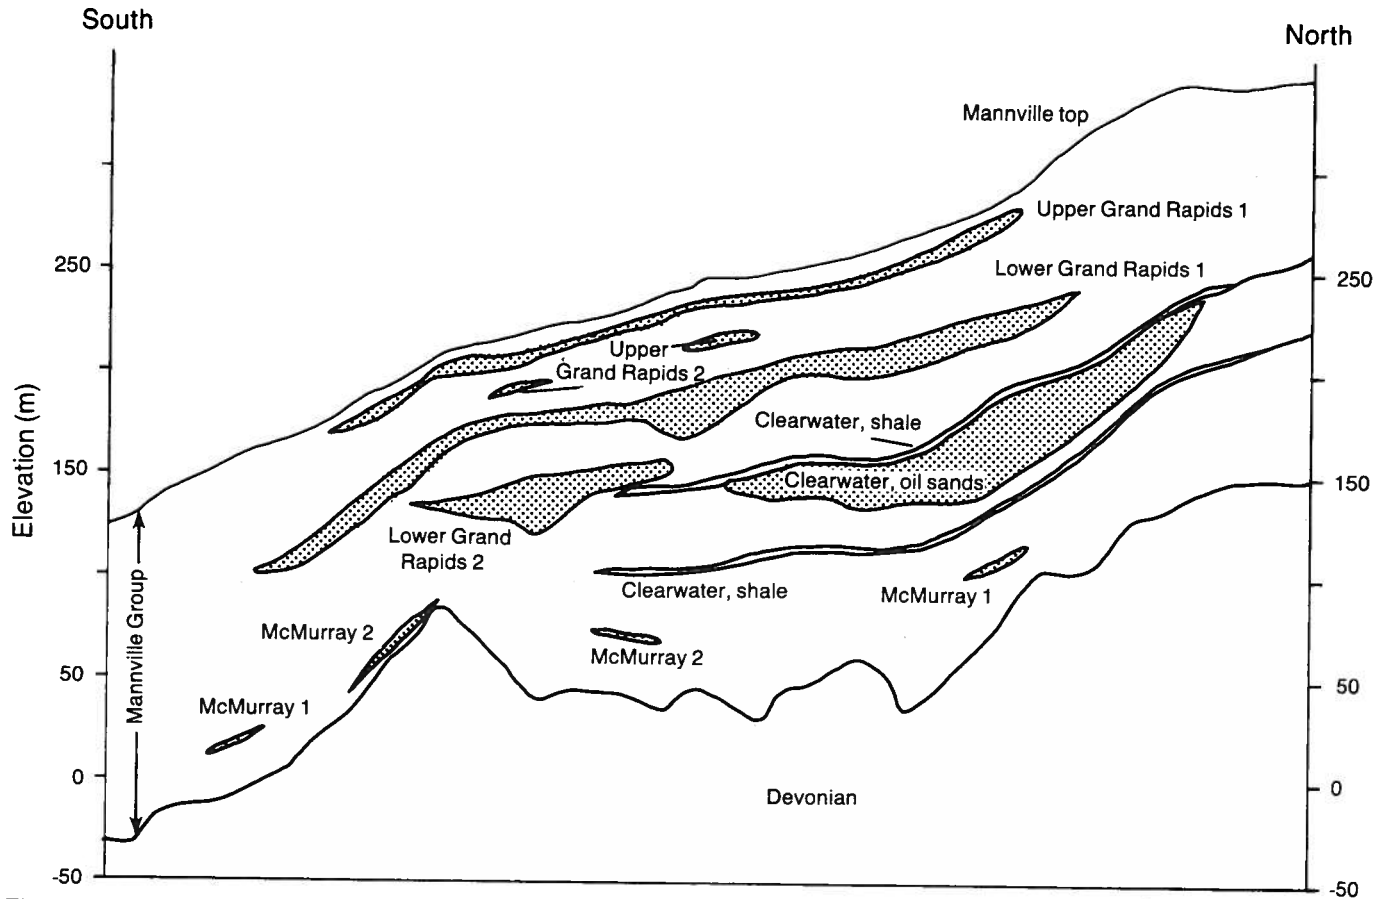 South
North
Mannville top
Upper Grand Rapids 1
Lower Grand Rapids 1
250
250
Upper
Grand Rapids 2
Clearwater, shale
Elevation (m)
150
150
Clearwater, oil sands
Lower Grand
Rapids 2
Clearwater, shale
McMurray 1
Mannville Group
McMurray 2
McMurray 2
50
50
McMurray 1
0
0
Devonian
-50
-50